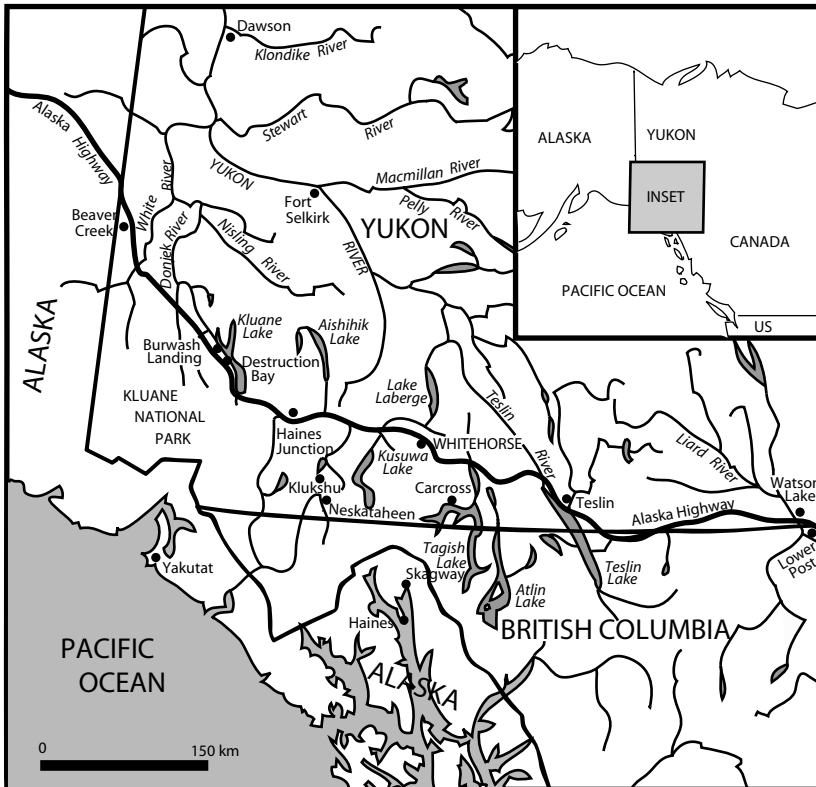 Dawson
Klondike River
Alaska Highway
Stewart River
YUKON RIVER
Macmillan River
White River
Fort
Selkirk
Pelly River
Beaver
Creek
YUKON
Doniek River
Nisling River
ALASKA
Kluane
Lake
Aishihik
Lake
Burwash
Landing
Destruction
Bay
KLUANE
NATIONAL
PARK
Lake
Laberge
Teslin River
Haines
Junction
WHITEHORSE
Kusuwa
Lake
Liard River
Klukshu
Neskataheen
Carcross
Teslin
Watson
Lake
Alaska Highway
Lower
Post
Tagish
Lake
Yakutat
Skagway
Atlin
Lake
Teslin
Lake
Haines
BRITISH COLUMBIA
PACIFIC
OCEAN
ALASKA
0 150 km
ALASKA
YUKON
INSET
CANADA
PACIFIC OCEAN
US